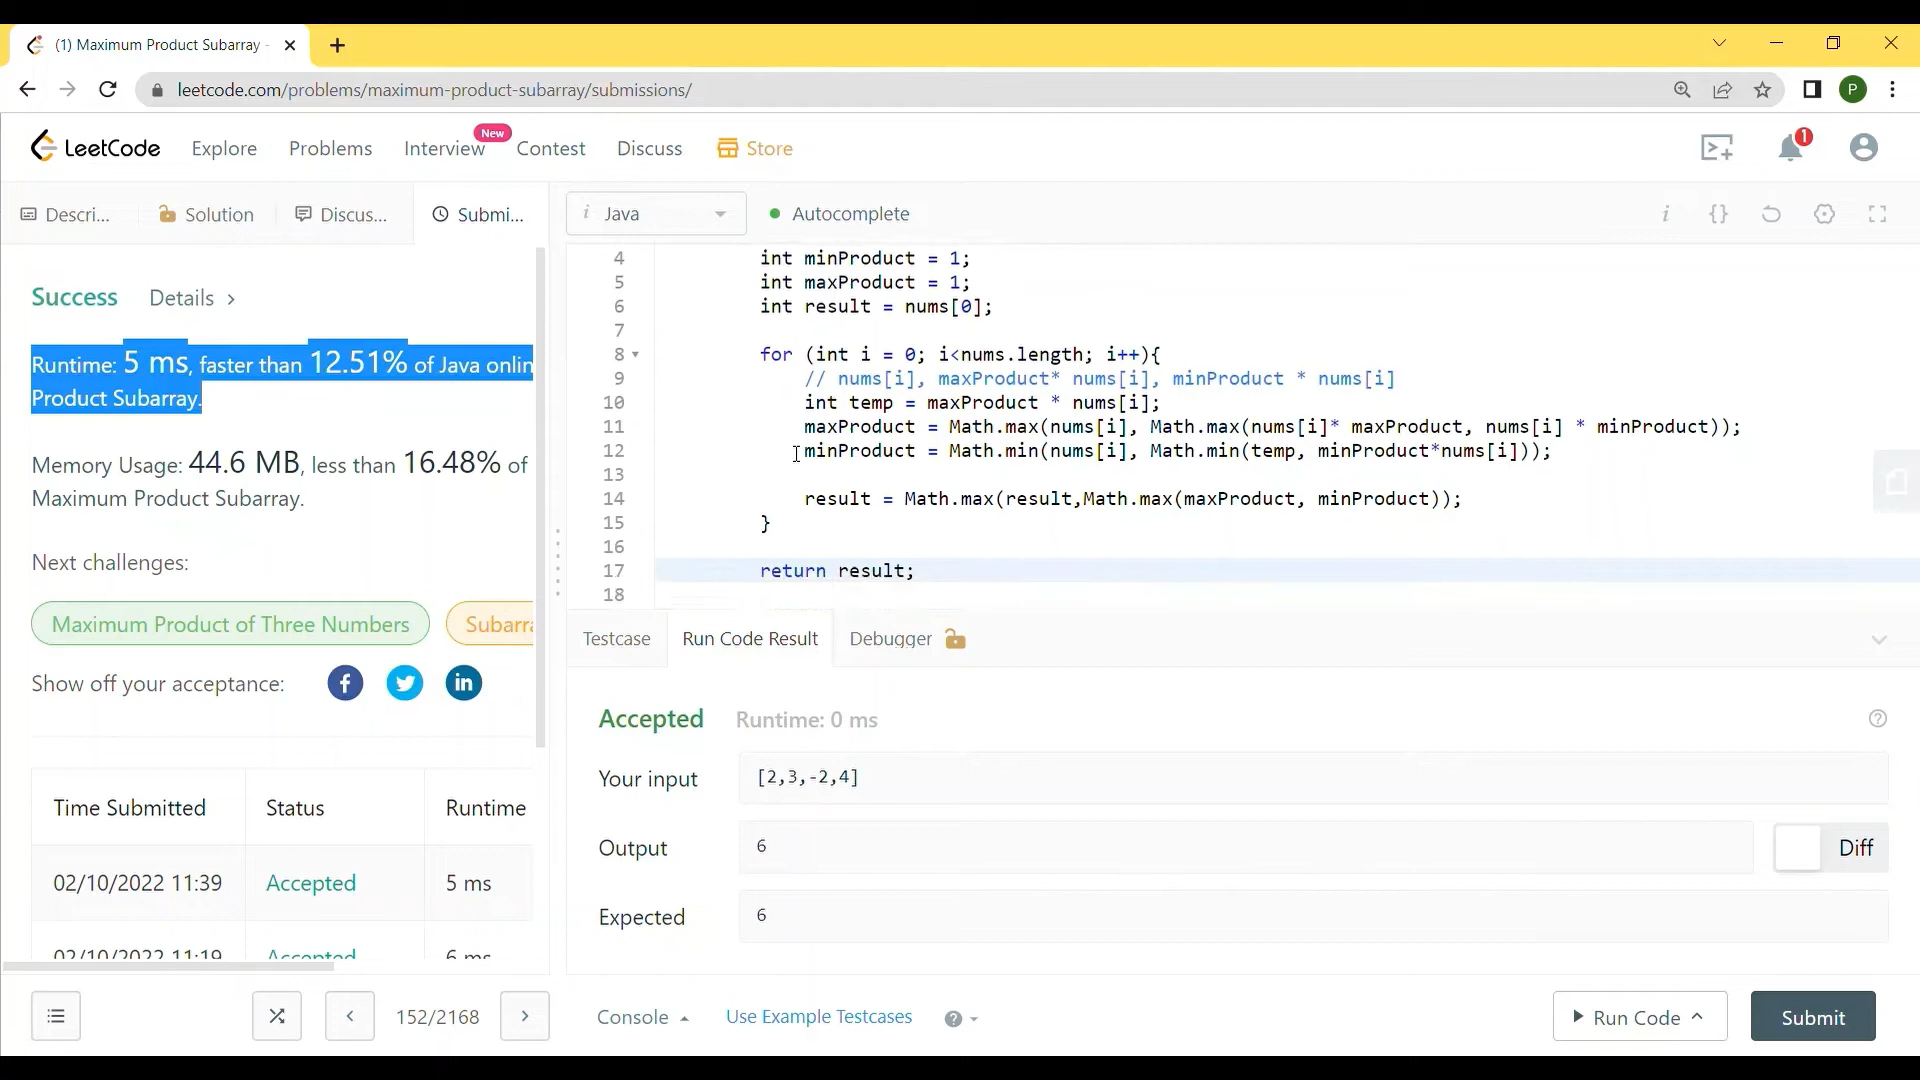 (1) Maximum Product Subarray -
leetcode.com/problems/maximum-product-subarray/submissions/
P
LeetCode
Explore
Problems
Interview
New
Contest
Discuss
Store
1
Descri...
Solution
Discus...
Submi...
Success
Details >
Runtime: 5 ms, faster than 12.51% of Java onlin
Product Subarray.
Memory Usage: 44.6 MB, less than 16.48% of
Maximum Product Subarray.
Next challenges:
Maximum Product of Three Numbers
Subarra
Show off your acceptance:
Time Submitted Status Runtime
02/10/2022 11:39 Accepted 5 ms
02/10/2022 11:19 Accepted 6 ms
152/2168
i Java
Autocomplete
i {}
4 int minProduct = 1;
5 int maxProduct = 1;
6 int result = nums[0];
7
8 for (int i = 0; i<nums.length; i++){
9 // nums[i], maxProduct* nums[i], minProduct * nums[i]
10 int temp = maxProduct * nums[i];
11 maxProduct = Math.max(nums[i], Math.max(nums[i]* maxProduct, nums[i] * minProduct));
12 minProduct = Math.min(nums[i], Math.min(temp, minProduct*nums[i]));
13
14 result = Math.max(result,Math.max(maxProduct, minProduct));
15 }
16
17 return result;
18
Testcase
Run Code Result
Debugger
Accepted Runtime: 0 ms
Your input [2,3,-2,4]
Output 6
Diff
Expected 6
Console
Use Example Testcases
Run Code
Submit